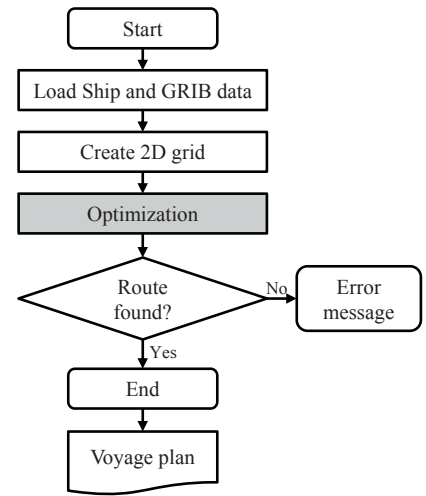 Start
Load Ship and GRIB data
Create 2D grid
Optimization
Route
found?
No
Error
message
Yes
End
Voyage plan